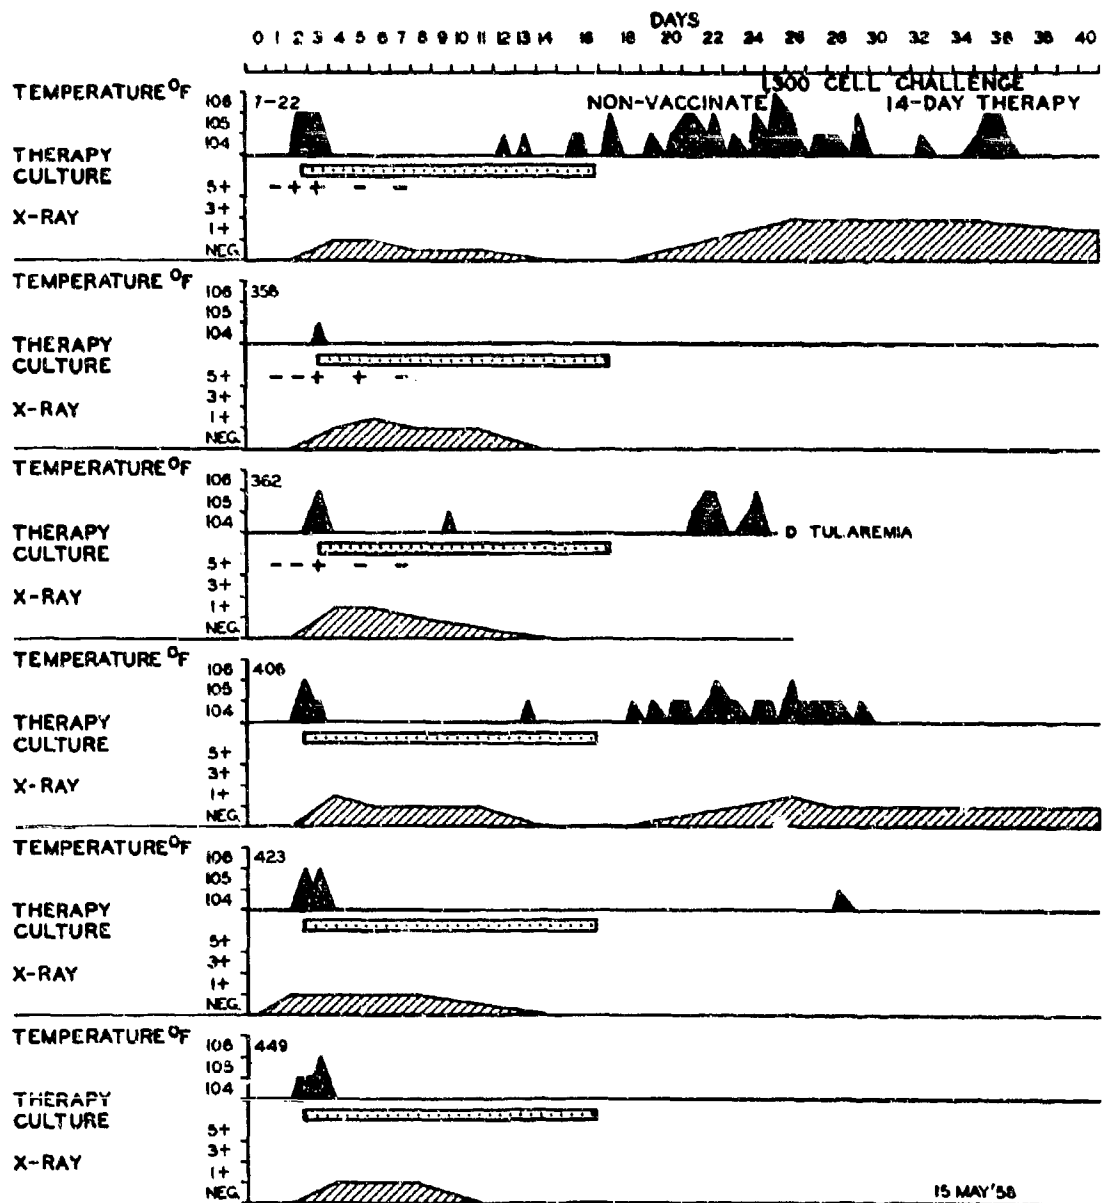 DAYS
0 1 2 3 4 5 6 7 8 9 10 11 12 13 14 16 18 20 22 24 26 28 30 32 34 36 38 40
1,300 CELL CHALLENGE
TEMPERATURE °F 106 NON-VACCINATE 14-DAY THERAPY
105
104
THERAPY
CULTURE 5+ - + + - -
X-RAY 3+
1+
NEG.
TEMPERATURE °F 106 358
105
104
THERAPY
CULTURE 5+ - - + + -
X-RAY 3+
1+
NEG.
TEMPERATURE °F 106 362
105
104 D TULAREMIA
THERAPY
CULTURE 5+ - - + - -
X-RAY 3+
1+
NEG.
TEMPERATURE °F 106 406
105
104
THERAPY
CULTURE 5+
X-RAY 3+
1+
NEG.
TEMPERATURE °F 106 423
105
104
THERAPY
CULTURE 5+
X-RAY 3+
1+
NEG.
TEMPERATURE °F 106 449
105
104
THERAPY
CULTURE 5+
X-RAY 3+
1+
NEG. 15 MAY '58